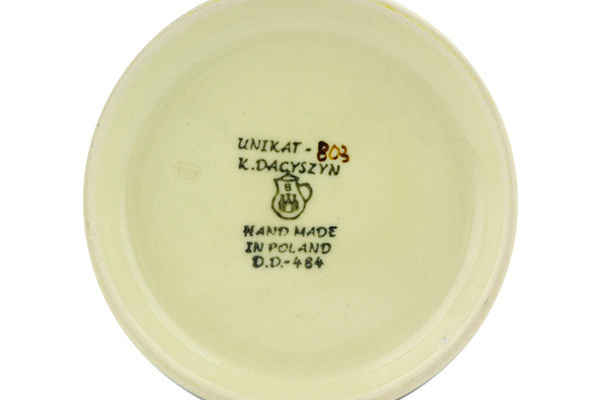 UNIKAT - 803
K. DACYSZYN
B
HAND MADE
IN POLAND
D.D.-484